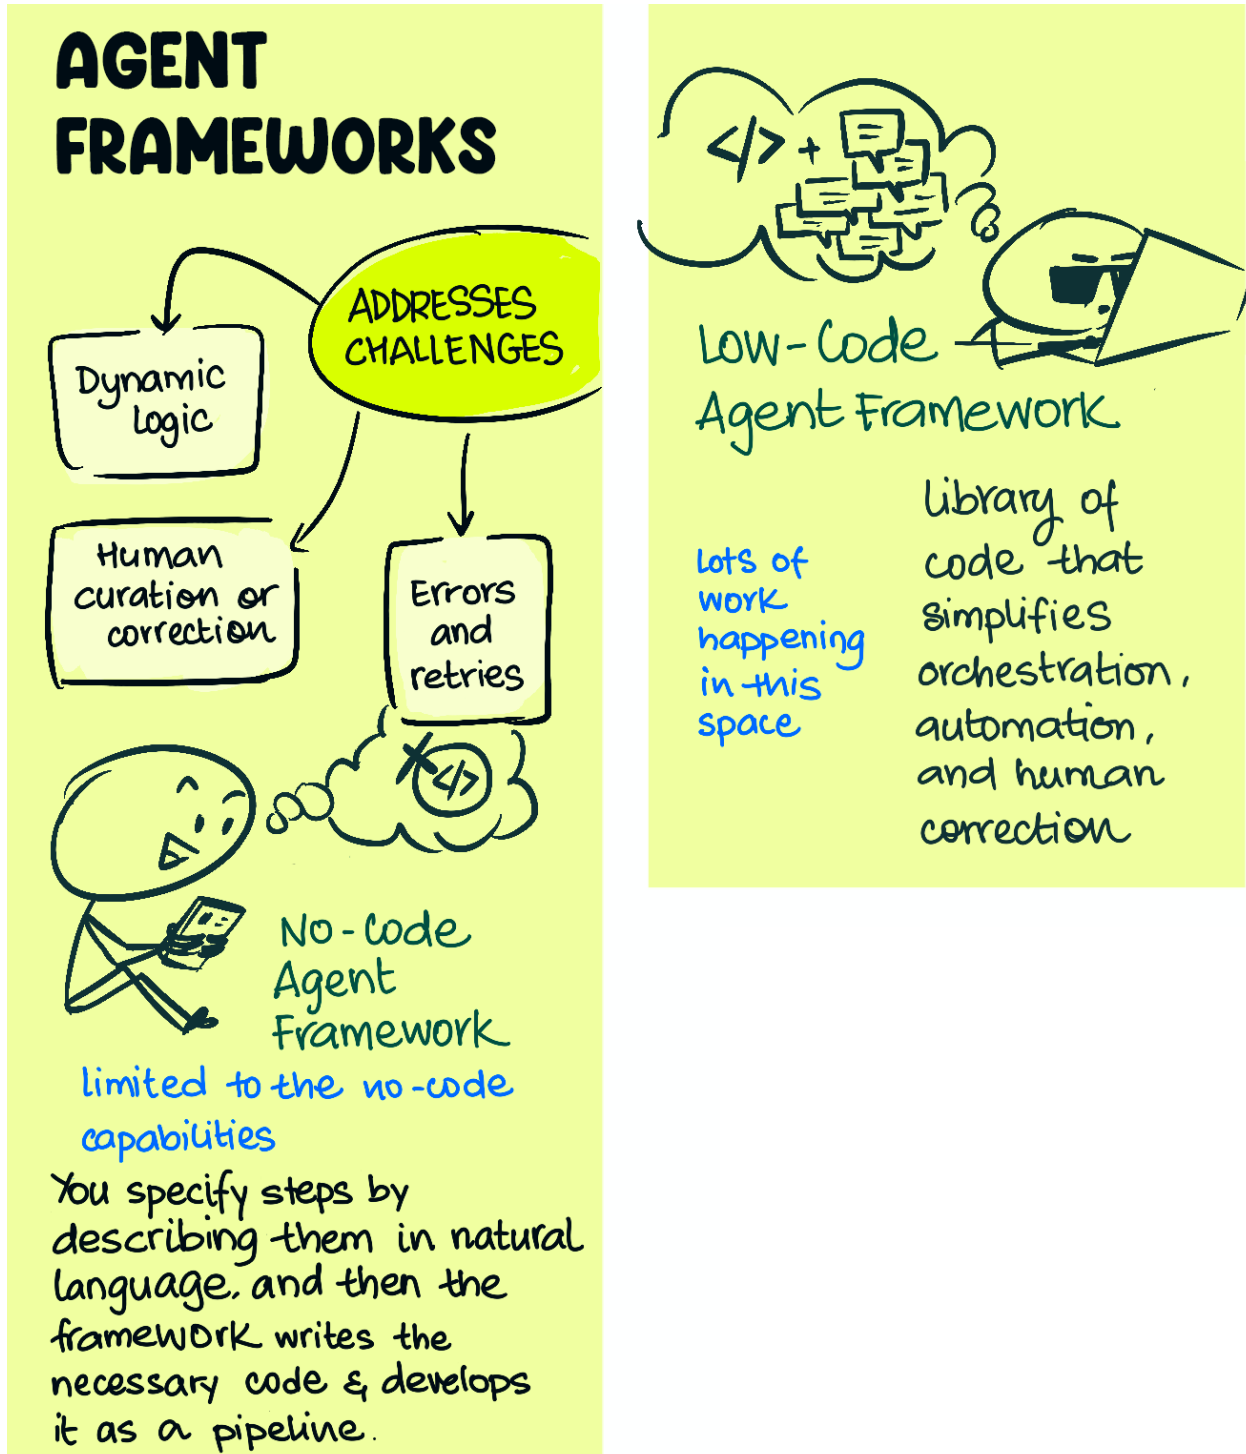 AGENT
FRAMEWORKS
ADDRESSES
CHALLENGES
Dynamic
Logic
Human
curation or
correction
Errors
and
retries
</>
No-Code
Agent
Framework
limited to the no-code
capabilities
You specify steps by
describing them in natural
language, and then the
framework writes the
necessary code & develops
it as a pipeline.
</> +
Low-Code
Agent Framework
lots of
work
happening
in this
space
library of
code that
simplifies
orchestration,
automation,
and human
correction